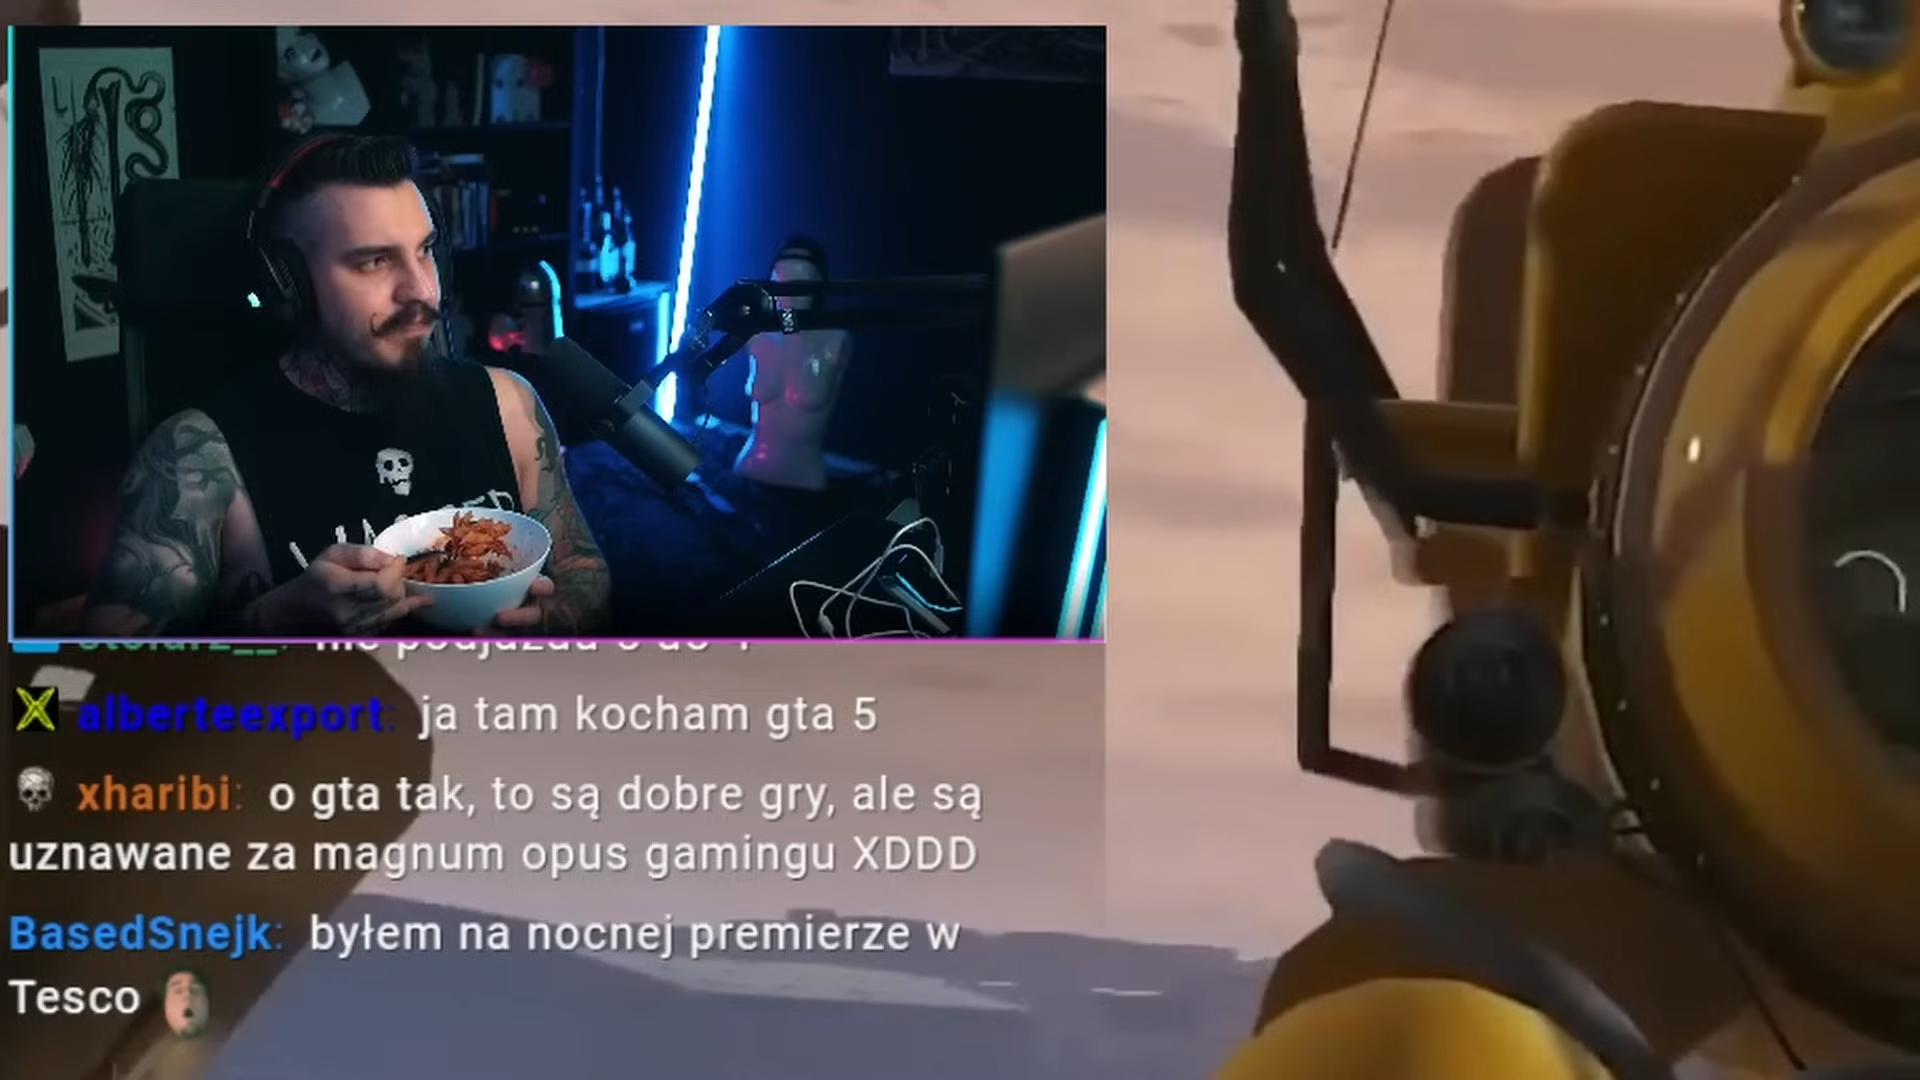 alberteexport: ja tam kocham gta 5
xharibi: o gta tak, to są dobre gry, ale są
uznawane za magnum opus gamingu XDDD
BasedSnejk: byłem na nocnej premierze w
Tesco